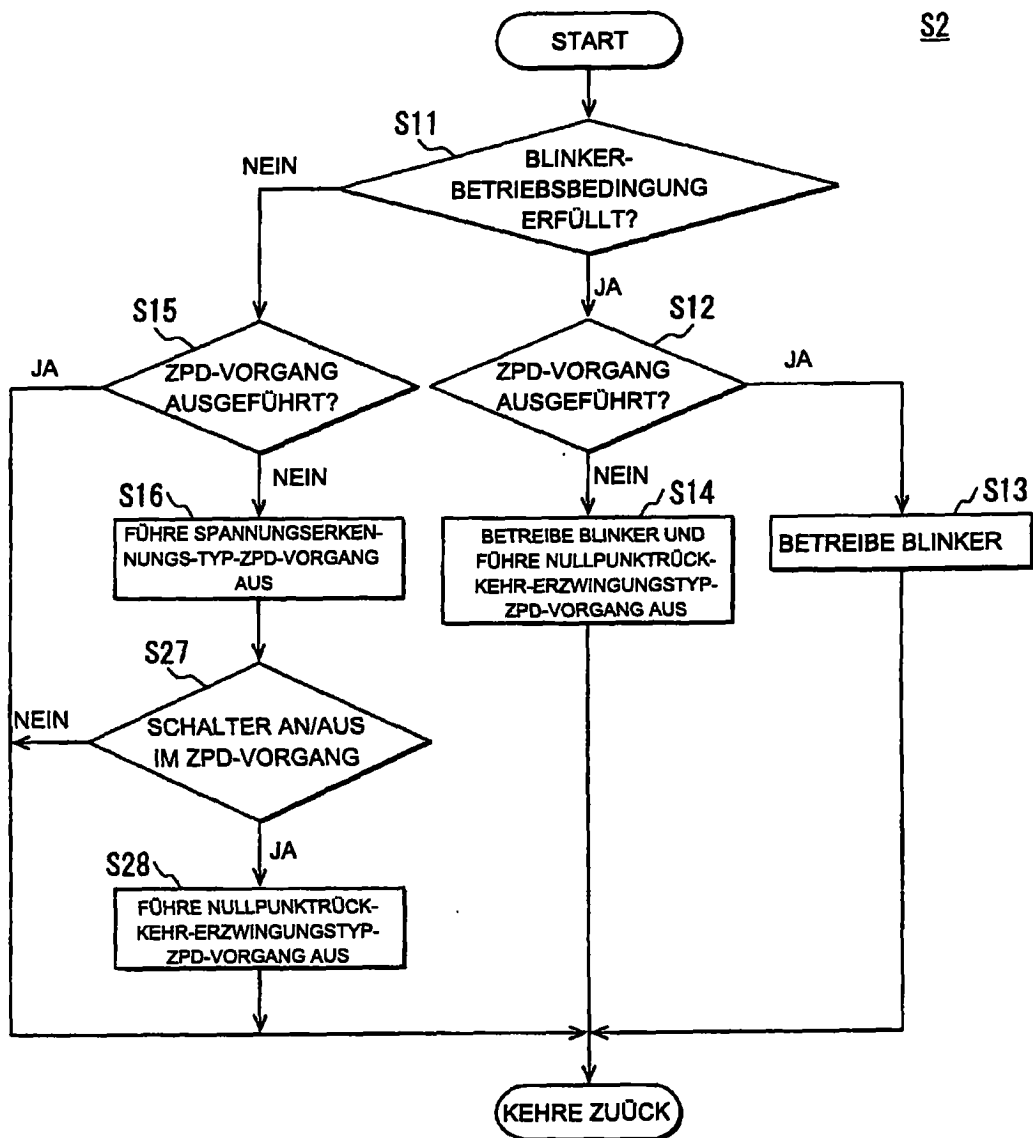 S2
START
S11
NEIN
BLINKER-
BETRIEBSBEDINGUNG
ERFÜLLT?
JA
S15
S12
JA
ZPD-VORGANG
AUSGEFÜHRT?
ZPD-VORGANG
AUSGEFÜHRT?
JA
NEIN
NEIN
S16
S14
S13
FÜHRE SPANNUNGSERKEN-
NUNGS-TYP-ZPD-VORGANG
AUS
BETREIBE BLINKER UND
FÜHRE NULLPUNKTRÜCK-
KEHR-ERZWINGUNGSTYP-
ZPD-VORGANG AUS
BETREIBE BLINKER
S27
NEIN
SCHALTER AN/AUS
IM ZPD-VORGANG
JA
S28
FÜHRE NULLPUNKTRÜCK-
KEHR-ERZWINGUNGSTYP-
ZPD-VORGANG AUS
KEHRE ZUÜCK